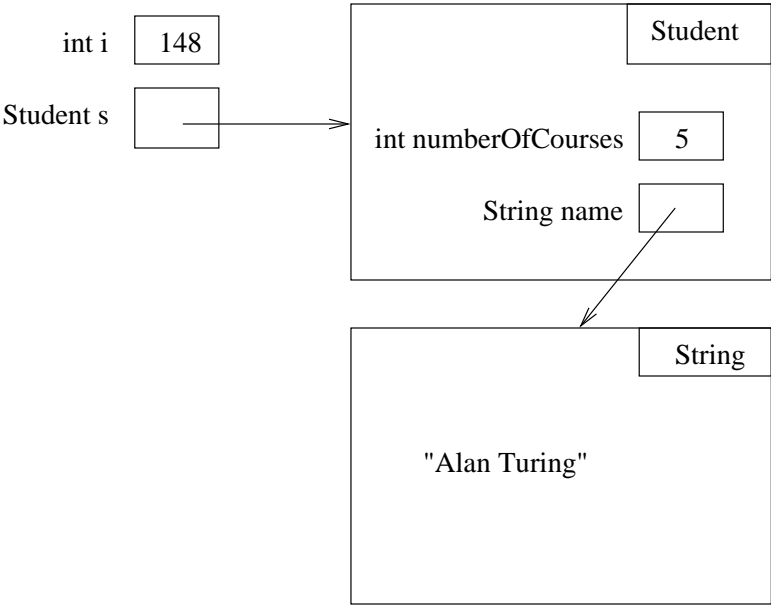 int i 148
Student s
Student
int numberOfCourses 5
String name
String
"Alan Turing"